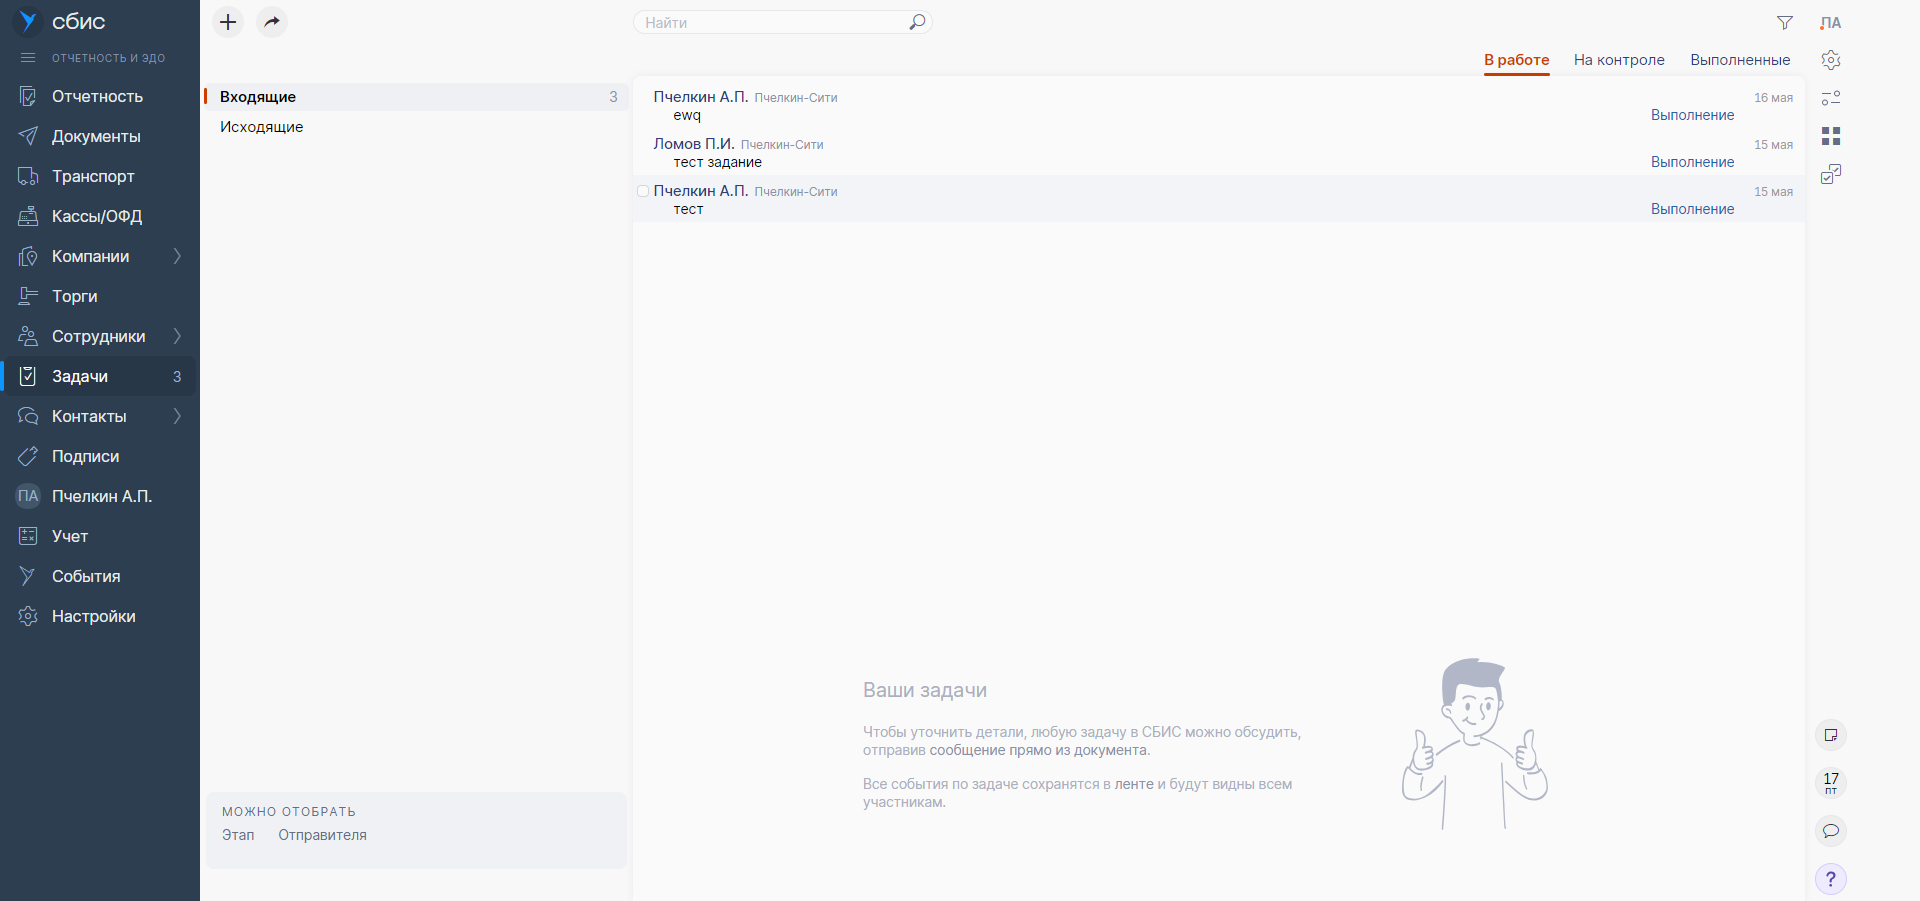 сбис
ОТЧЕТНОСТЬ И ЭДО
Отчетность
Документы
Транспорт
Кассы/ОФД
Компании
Торги
Сотрудники
Задачи 3
Контакты
Подписи
ПА Пчелкин А.П.
Учет
События
Настройки
Найти
ПА
В работе На контроле Выполненные
Входящие 3
Исходящие
Пчелкин А.П. Пчелкин-Сити 16 мая
ewq Выполнение
Ломов П.И. Пчелкин-Сити 15 мая
тест задание Выполнение
Пчелкин А.П. Пчелкин-Сити 15 мая
тест Выполнение
Ваши задачи
Чтобы уточнить детали, любую задачу в СБИС можно обсудить,
отправив сообщение прямо из документа.
Все события по задаче сохранятся в ленте и будут видны всем
участникам.
МОЖНО ОТОБРАТЬ
Этап Отправителя
17
ПТ
?